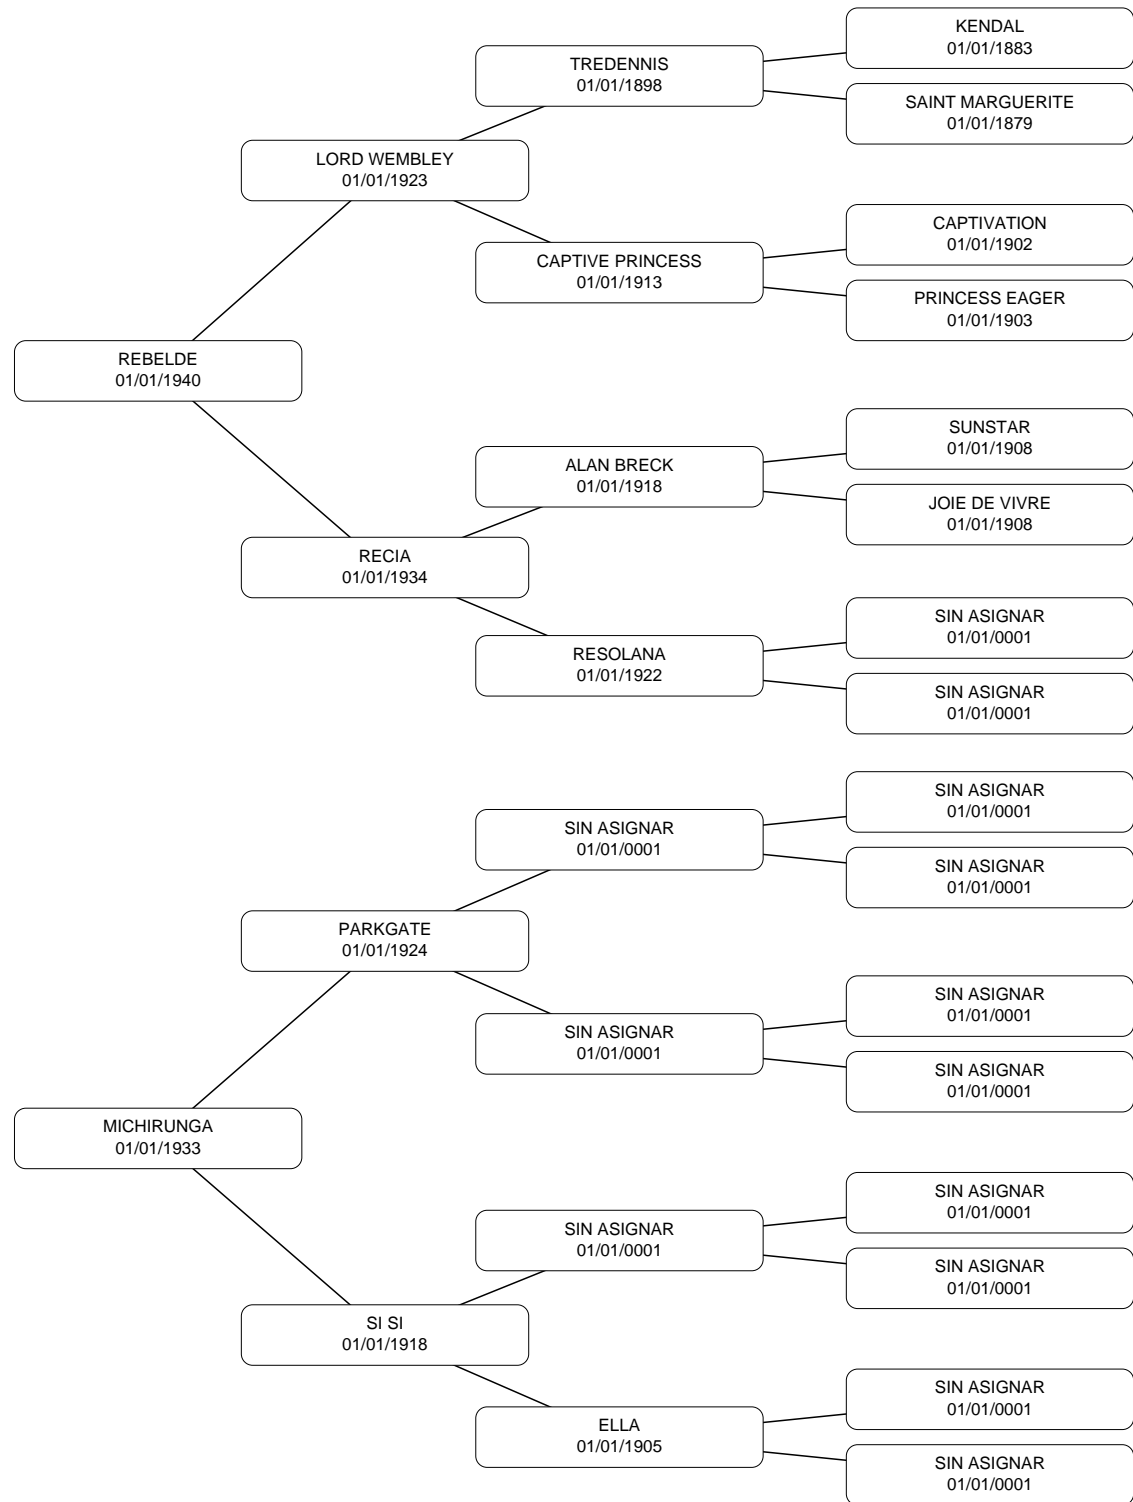 KENDAL
01/01/1883
TREDENNIS
01/01/1898
SAINT MARGUERITE
01/01/1879
LORD WEMBLEY
01/01/1923
CAPTIVATION
01/01/1902
CAPTIVE PRINCESS
01/01/1913
PRINCESS EAGER
01/01/1903
REBELDE
01/01/1940
SUNSTAR
01/01/1908
ALAN BRECK
01/01/1918
JOIE DE VIVRE
01/01/1908
RECIA
01/01/1934
SIN ASIGNAR
01/01/0001
RESOLANA
01/01/1922
SIN ASIGNAR
01/01/0001
SIN ASIGNAR
01/01/0001
SIN ASIGNAR
01/01/0001
SIN ASIGNAR
01/01/0001
PARKGATE
01/01/1924
SIN ASIGNAR
01/01/0001
SIN ASIGNAR
01/01/0001
SIN ASIGNAR
01/01/0001
MICHIRUNGA
01/01/1933
SIN ASIGNAR
01/01/0001
SIN ASIGNAR
01/01/0001
SIN ASIGNAR
01/01/0001
SI SI
01/01/1918
SIN ASIGNAR
01/01/0001
ELLA
01/01/1905
SIN ASIGNAR
01/01/0001